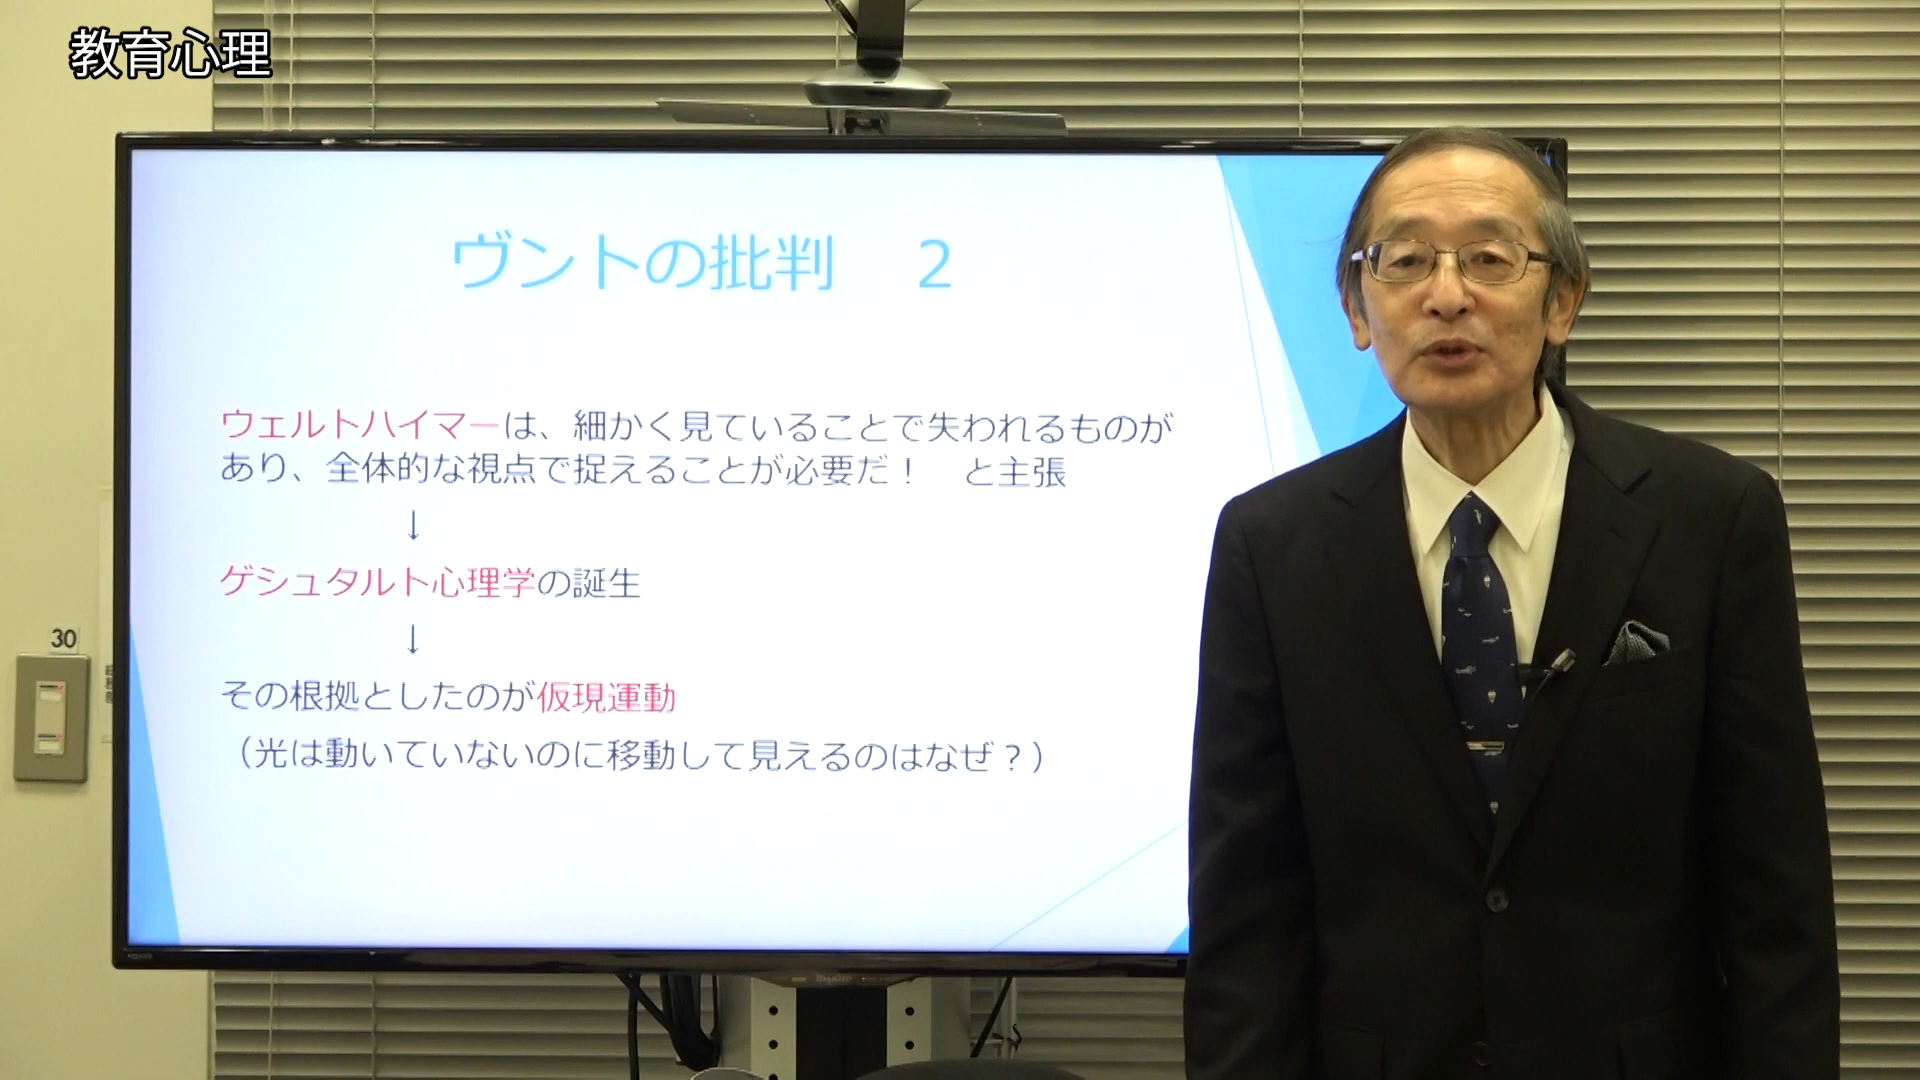 教育心理
ヴントの批判 2
ウェルトハイマーは、細かく見ていることで失われるものが
あり、全体的な視点で捉えることが必要だ! と主張
↓
ゲシュタルト心理学の誕生
↓
その根拠としたのが仮現運動
(光は動いていないのに移動して見えるのはなぜ?)
30